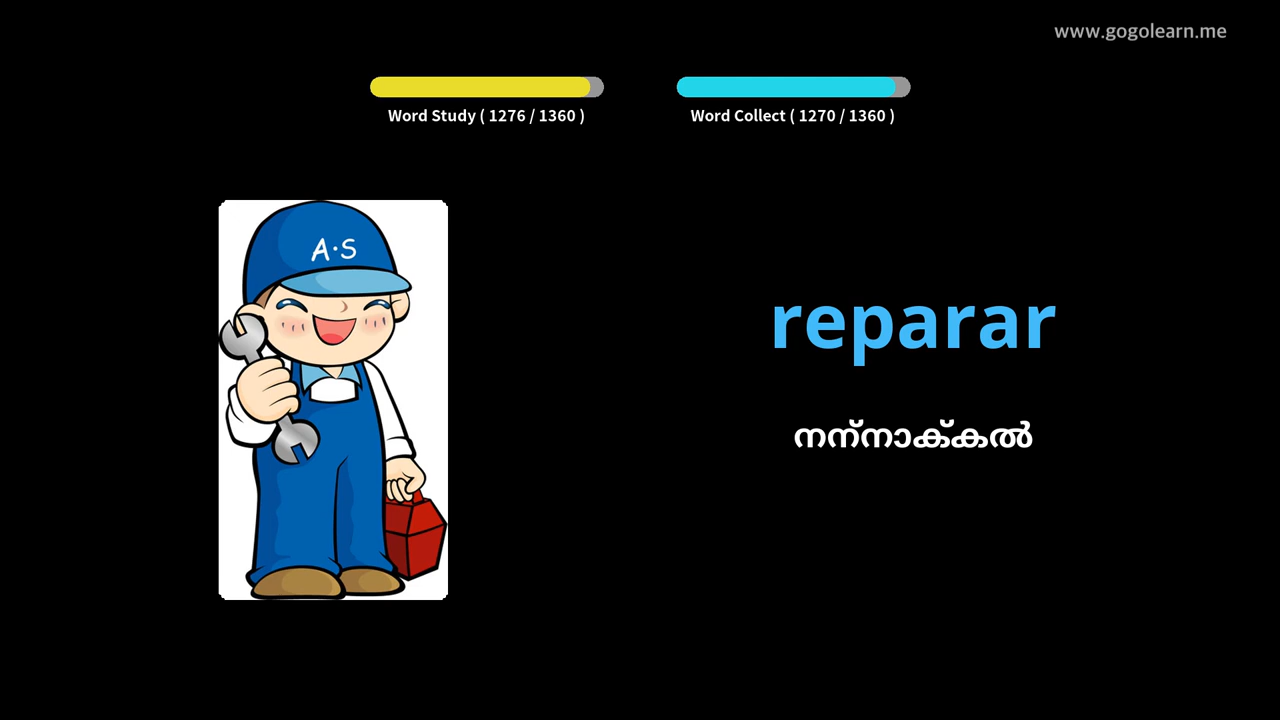 www.gogolearn.me
Word Study ( 1276 / 1360 )
Word Collect ( 1270 / 1360 )
A·S
reparar
നന്നാക്കൽ